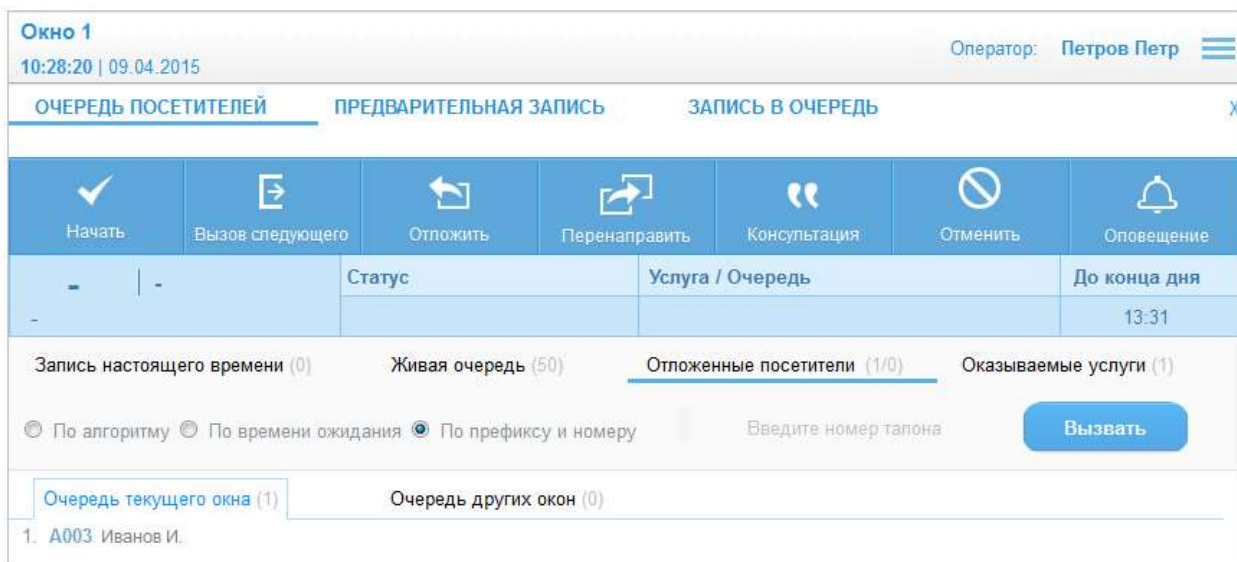 Окно 1
10:28:20 | 09.04.2015
Оператор: Петров Петр
ОЧЕРЕДЬ ПОСЕТИТЕЛЕЙ ПРЕДВАРИТЕЛЬНАЯ ЗАПИСЬ ЗАПИСЬ В ОЧЕРЕДЬ X
Начать Вызов следующего Отложить Перенаправить Консультация Отменить Оповещение
- | - Статус Услуга / Очередь До конца дня
- 13:31
Запись настоящего времени (0) Живая очередь (50) Отложенные посетители (1/0) Оказываемые услуги (1)
По алгоритму По времени ожидания По префиксу и номеру Введите номер талона Вызвать
Очередь текущего окна (1) Очередь других окон (0)
1. А003 Иванов И.